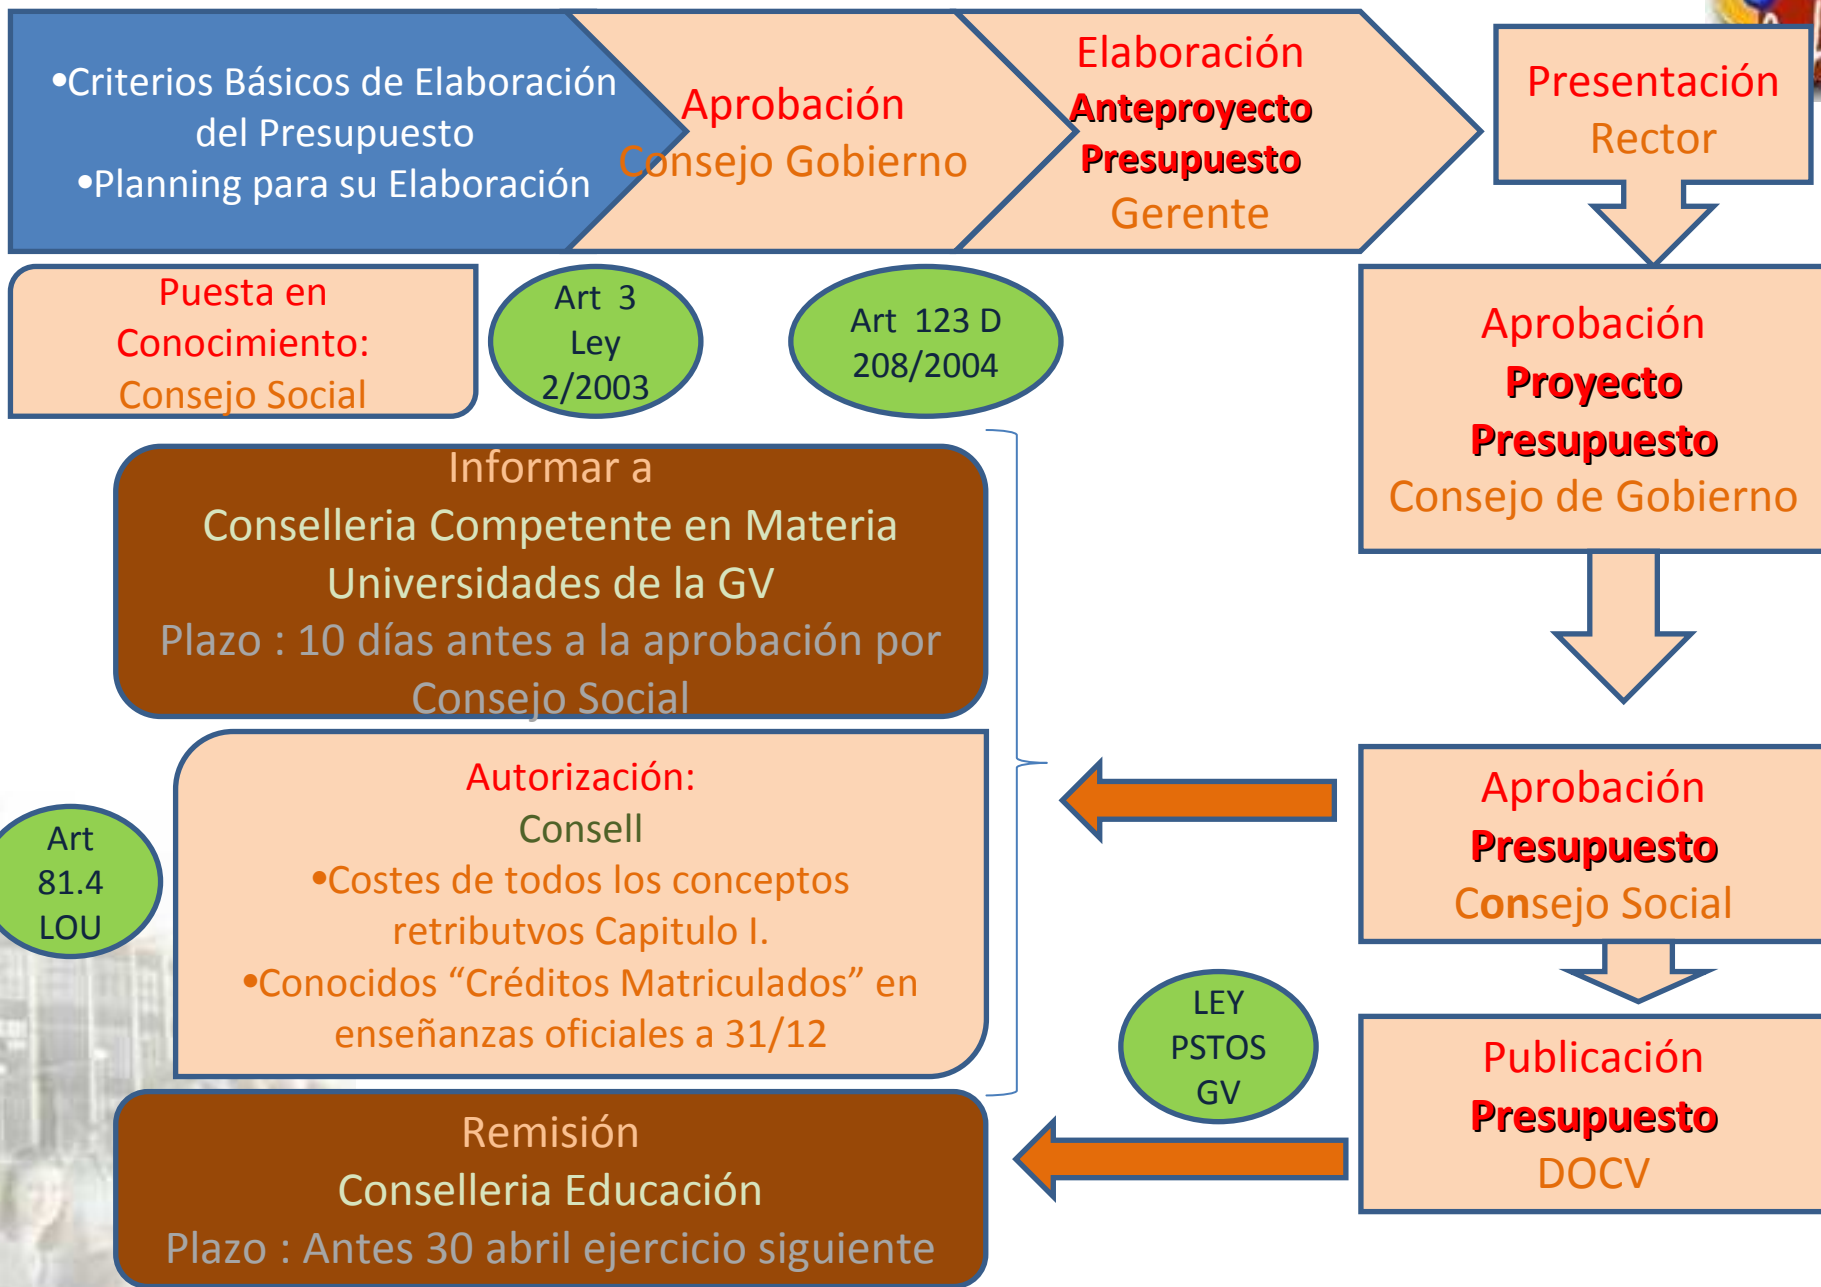 •Criterios Básicos de Elaboración
del Presupuesto
•Planning para su Elaboración
Aprobación
Consejo Gobierno
Elaboración
Anteproyecto
Presupuesto
Gerente
Presentación
Rector
Puesta en
Conocimiento:
Consejo Social
Art 3
Ley
2/2003
Art 123 D
208/2004
Aprobación
Proyecto
Presupuesto
Consejo de Gobierno
Informar a
Conselleria Competente en Materia
Universidades de la GV
Plazo : 10 días antes a la aprobación por
Consejo Social
Autorización:
Consell
•Costes de todos los conceptos
retributvos Capitulo I.
•Conocidos “Créditos Matriculados” en
enseñanzas oficiales a 31/12
Art
81.4
LOU
Aprobación
Presupuesto
Consejo Social
LEY
PSTOS
GV
Publicación
Presupuesto
DOCV
Remisión
Conselleria Educación
Plazo : Antes 30 abril ejercicio siguiente